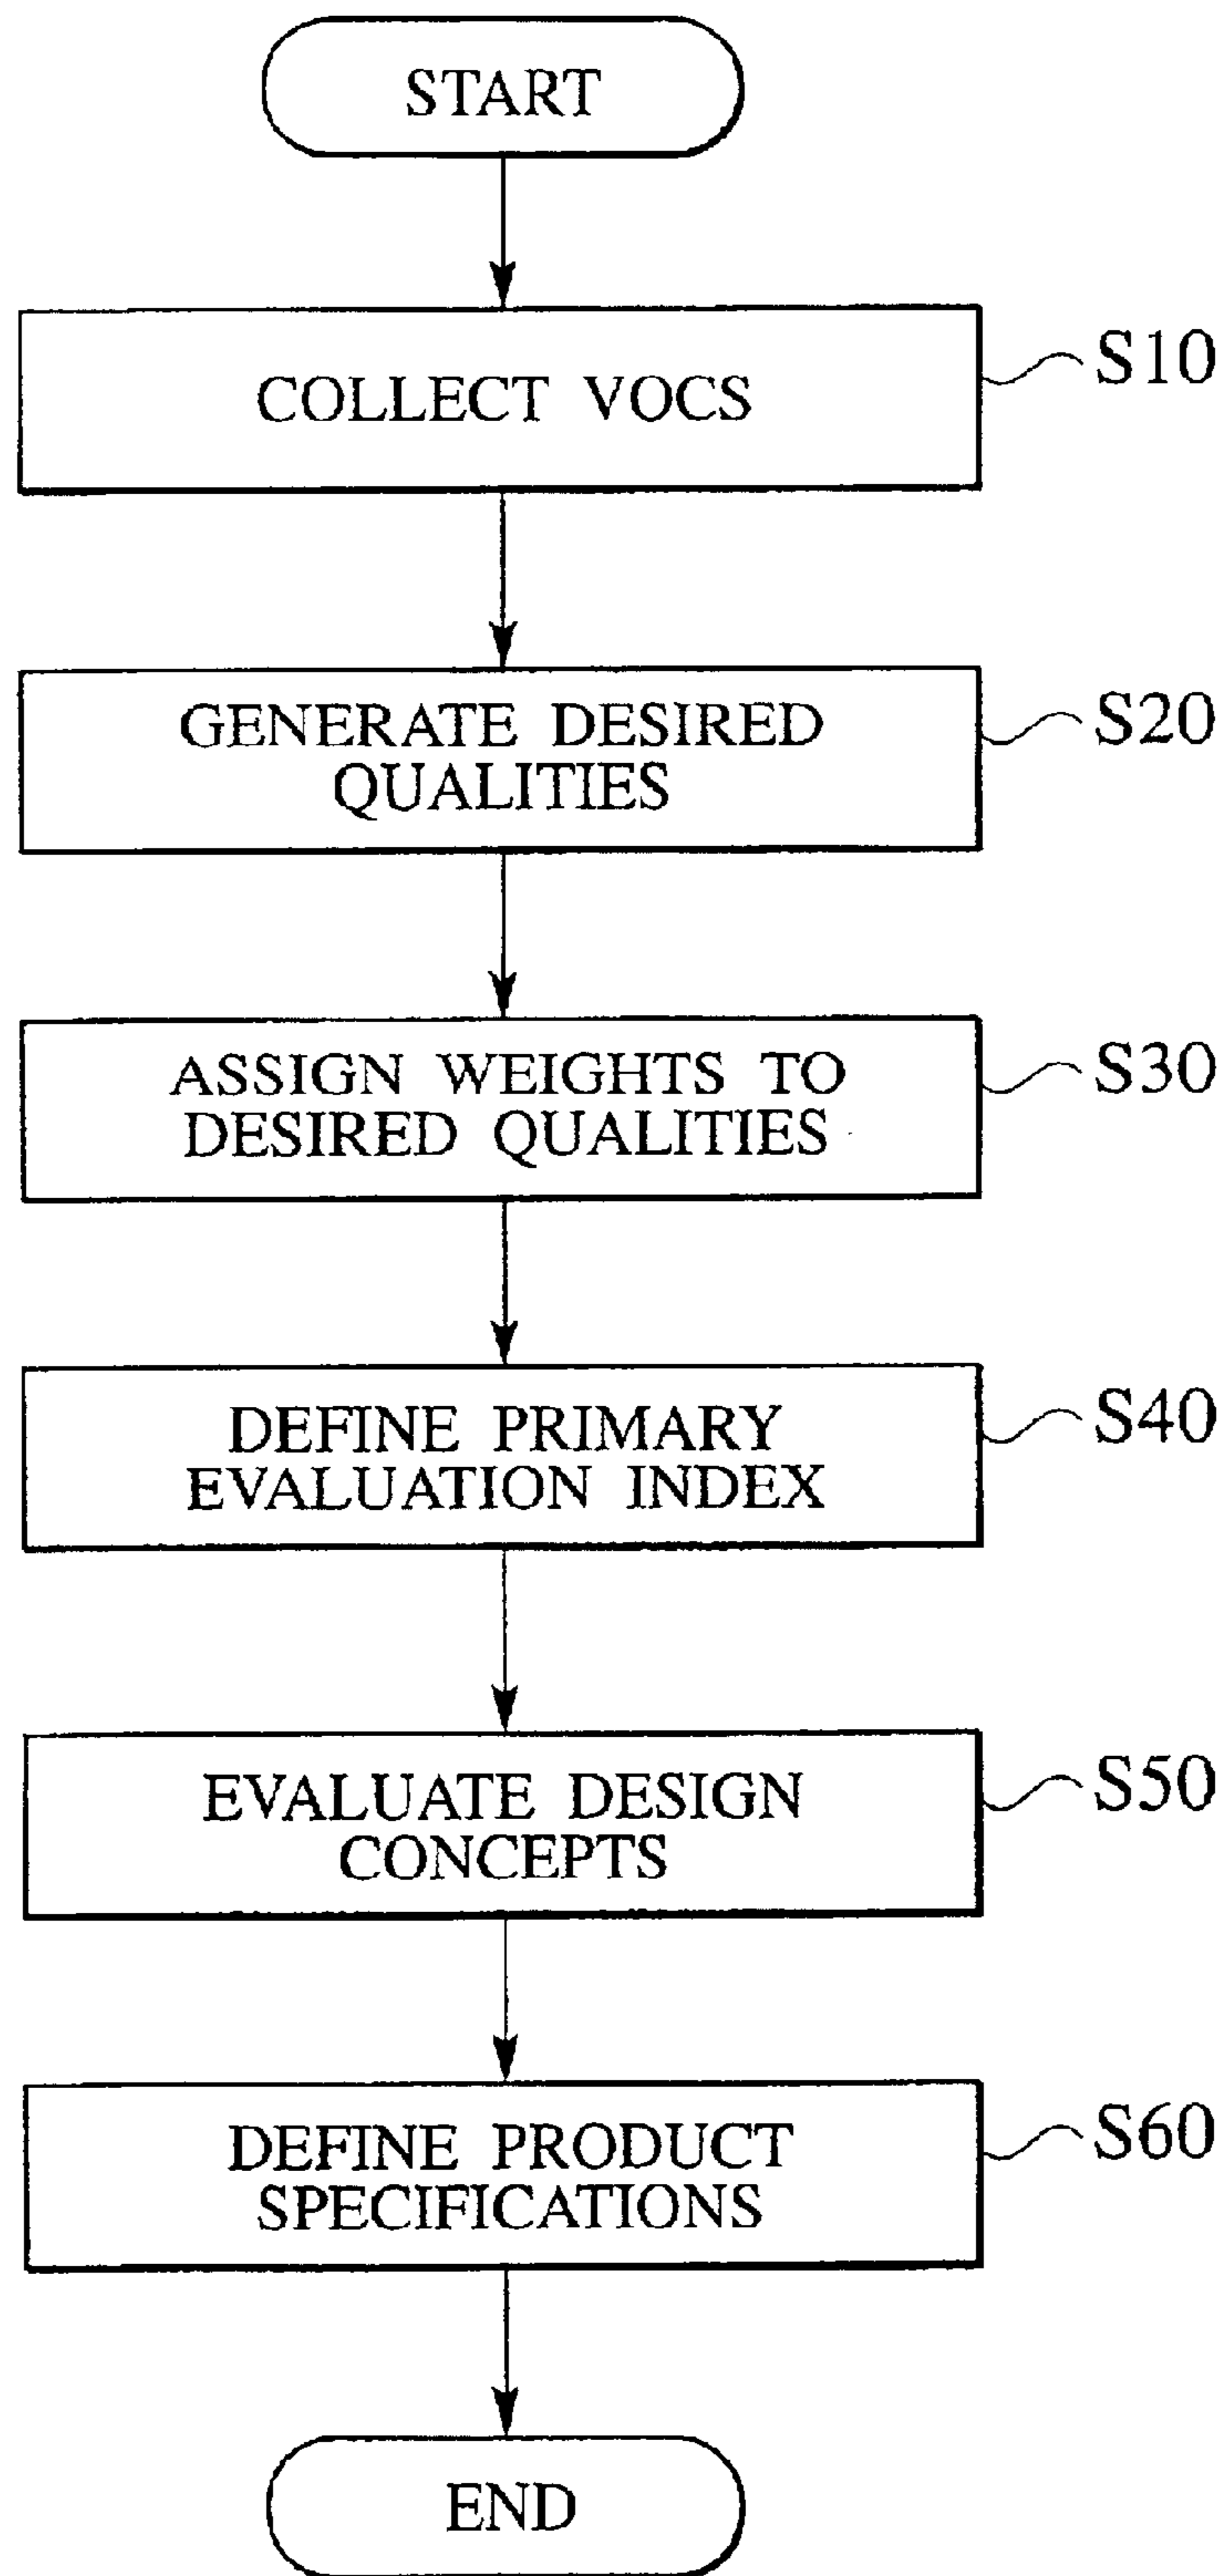 START
COLLECT VOCS
S10
GENERATE DESIRED
QUALITIES
S20
ASSIGN WEIGHTS TO
DESIRED QUALITIES
S30
DEFINE PRIMARY
EVALUATION INDEX
S40
EVALUATE DESIGN
CONCEPTS
S50
DEFINE PRODUCT
SPECIFICATIONS
S60
END